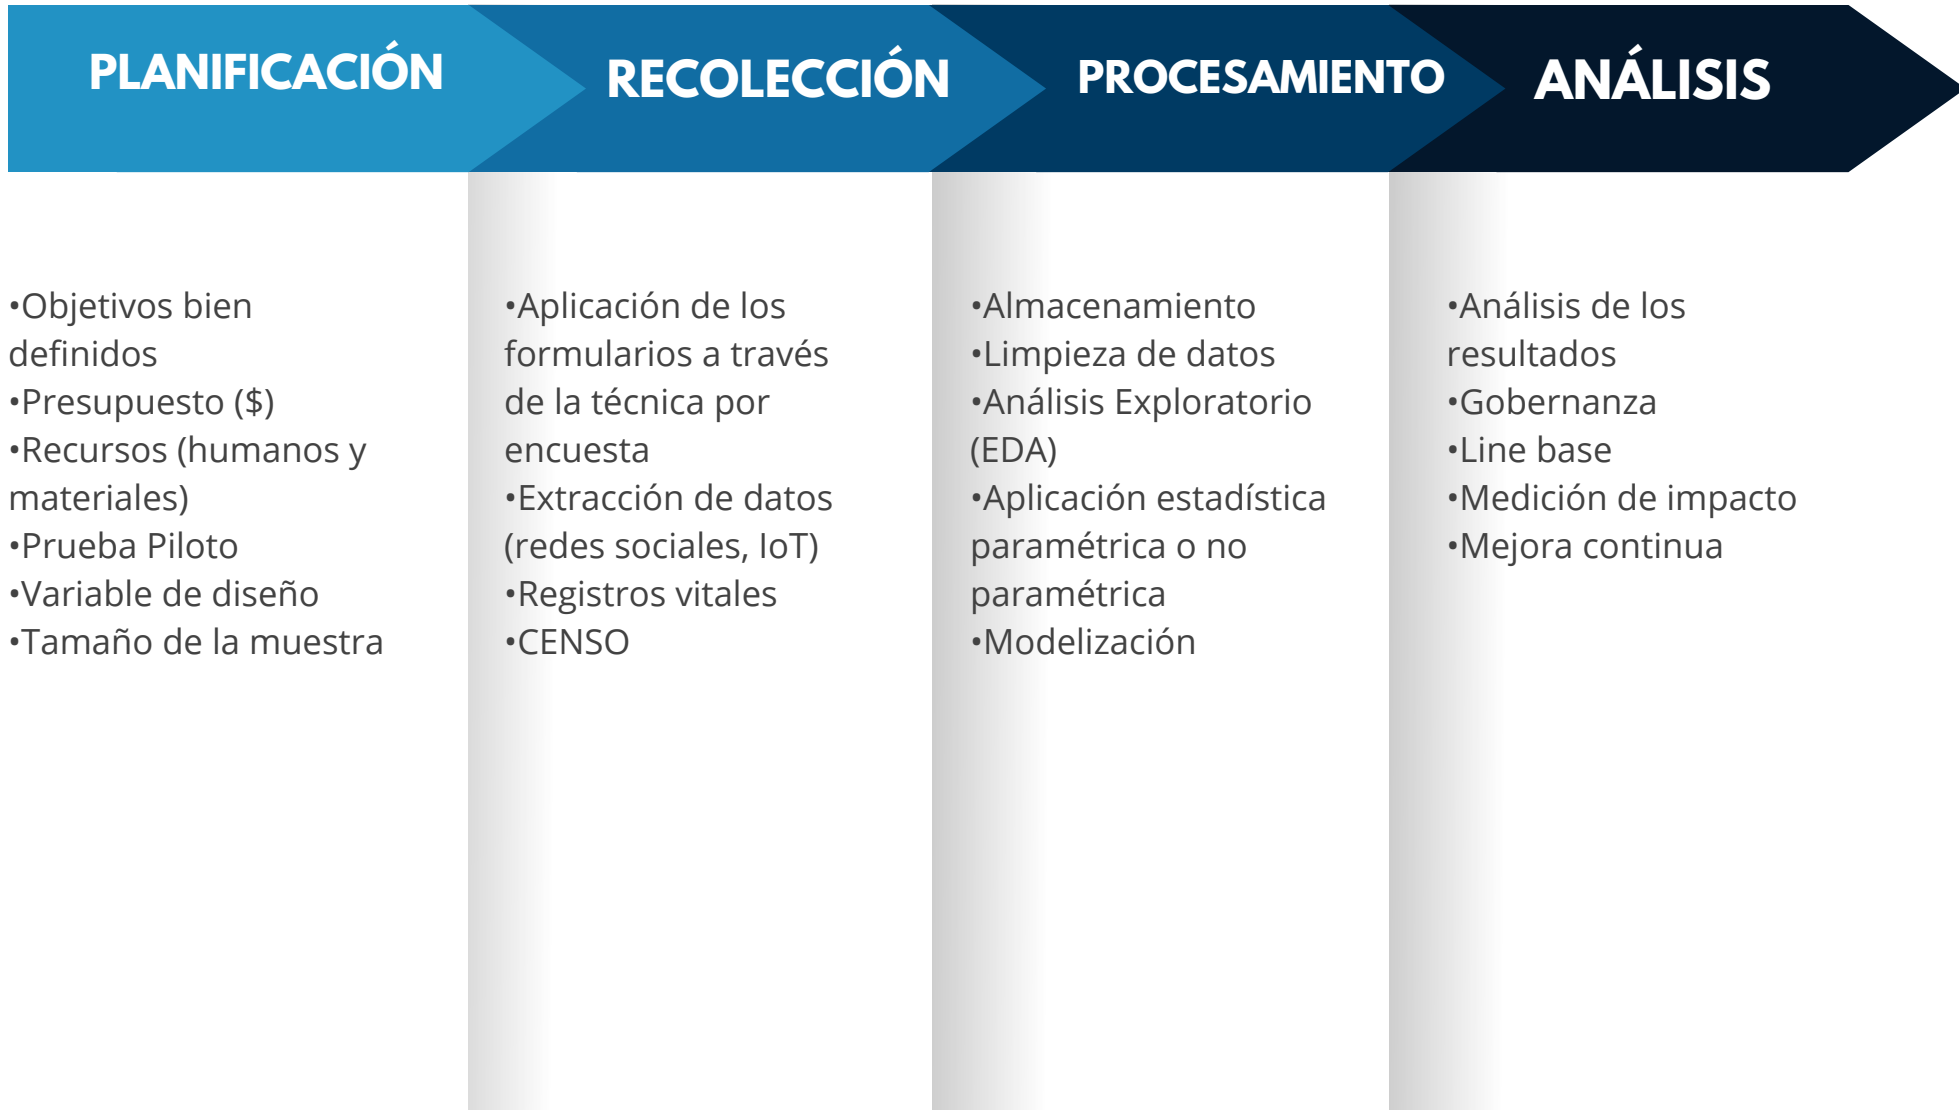 PLANIFICACIÓN
RECOLECCIÓN
PROCESAMIENTO
ANÁLISIS
•Objetivos bien
definidos
•Presupuesto ($)
•Recursos (humanos y
materiales)
•Prueba Piloto
•Variable de diseño
•Tamaño de la muestra
•Aplicación de los
formularios a través
de la técnica por
encuesta
•Extracción de datos
(redes sociales, IoT)
•Registros vitales
•CENSO
•Almacenamiento
•Limpieza de datos
•Análisis Exploratorio
(EDA)
•Aplicación estadística
paramétrica o no
paramétrica
•Modelización
•Análisis de los
resultados
•Gobernanza
•Line base
•Medición de impacto
•Mejora continua